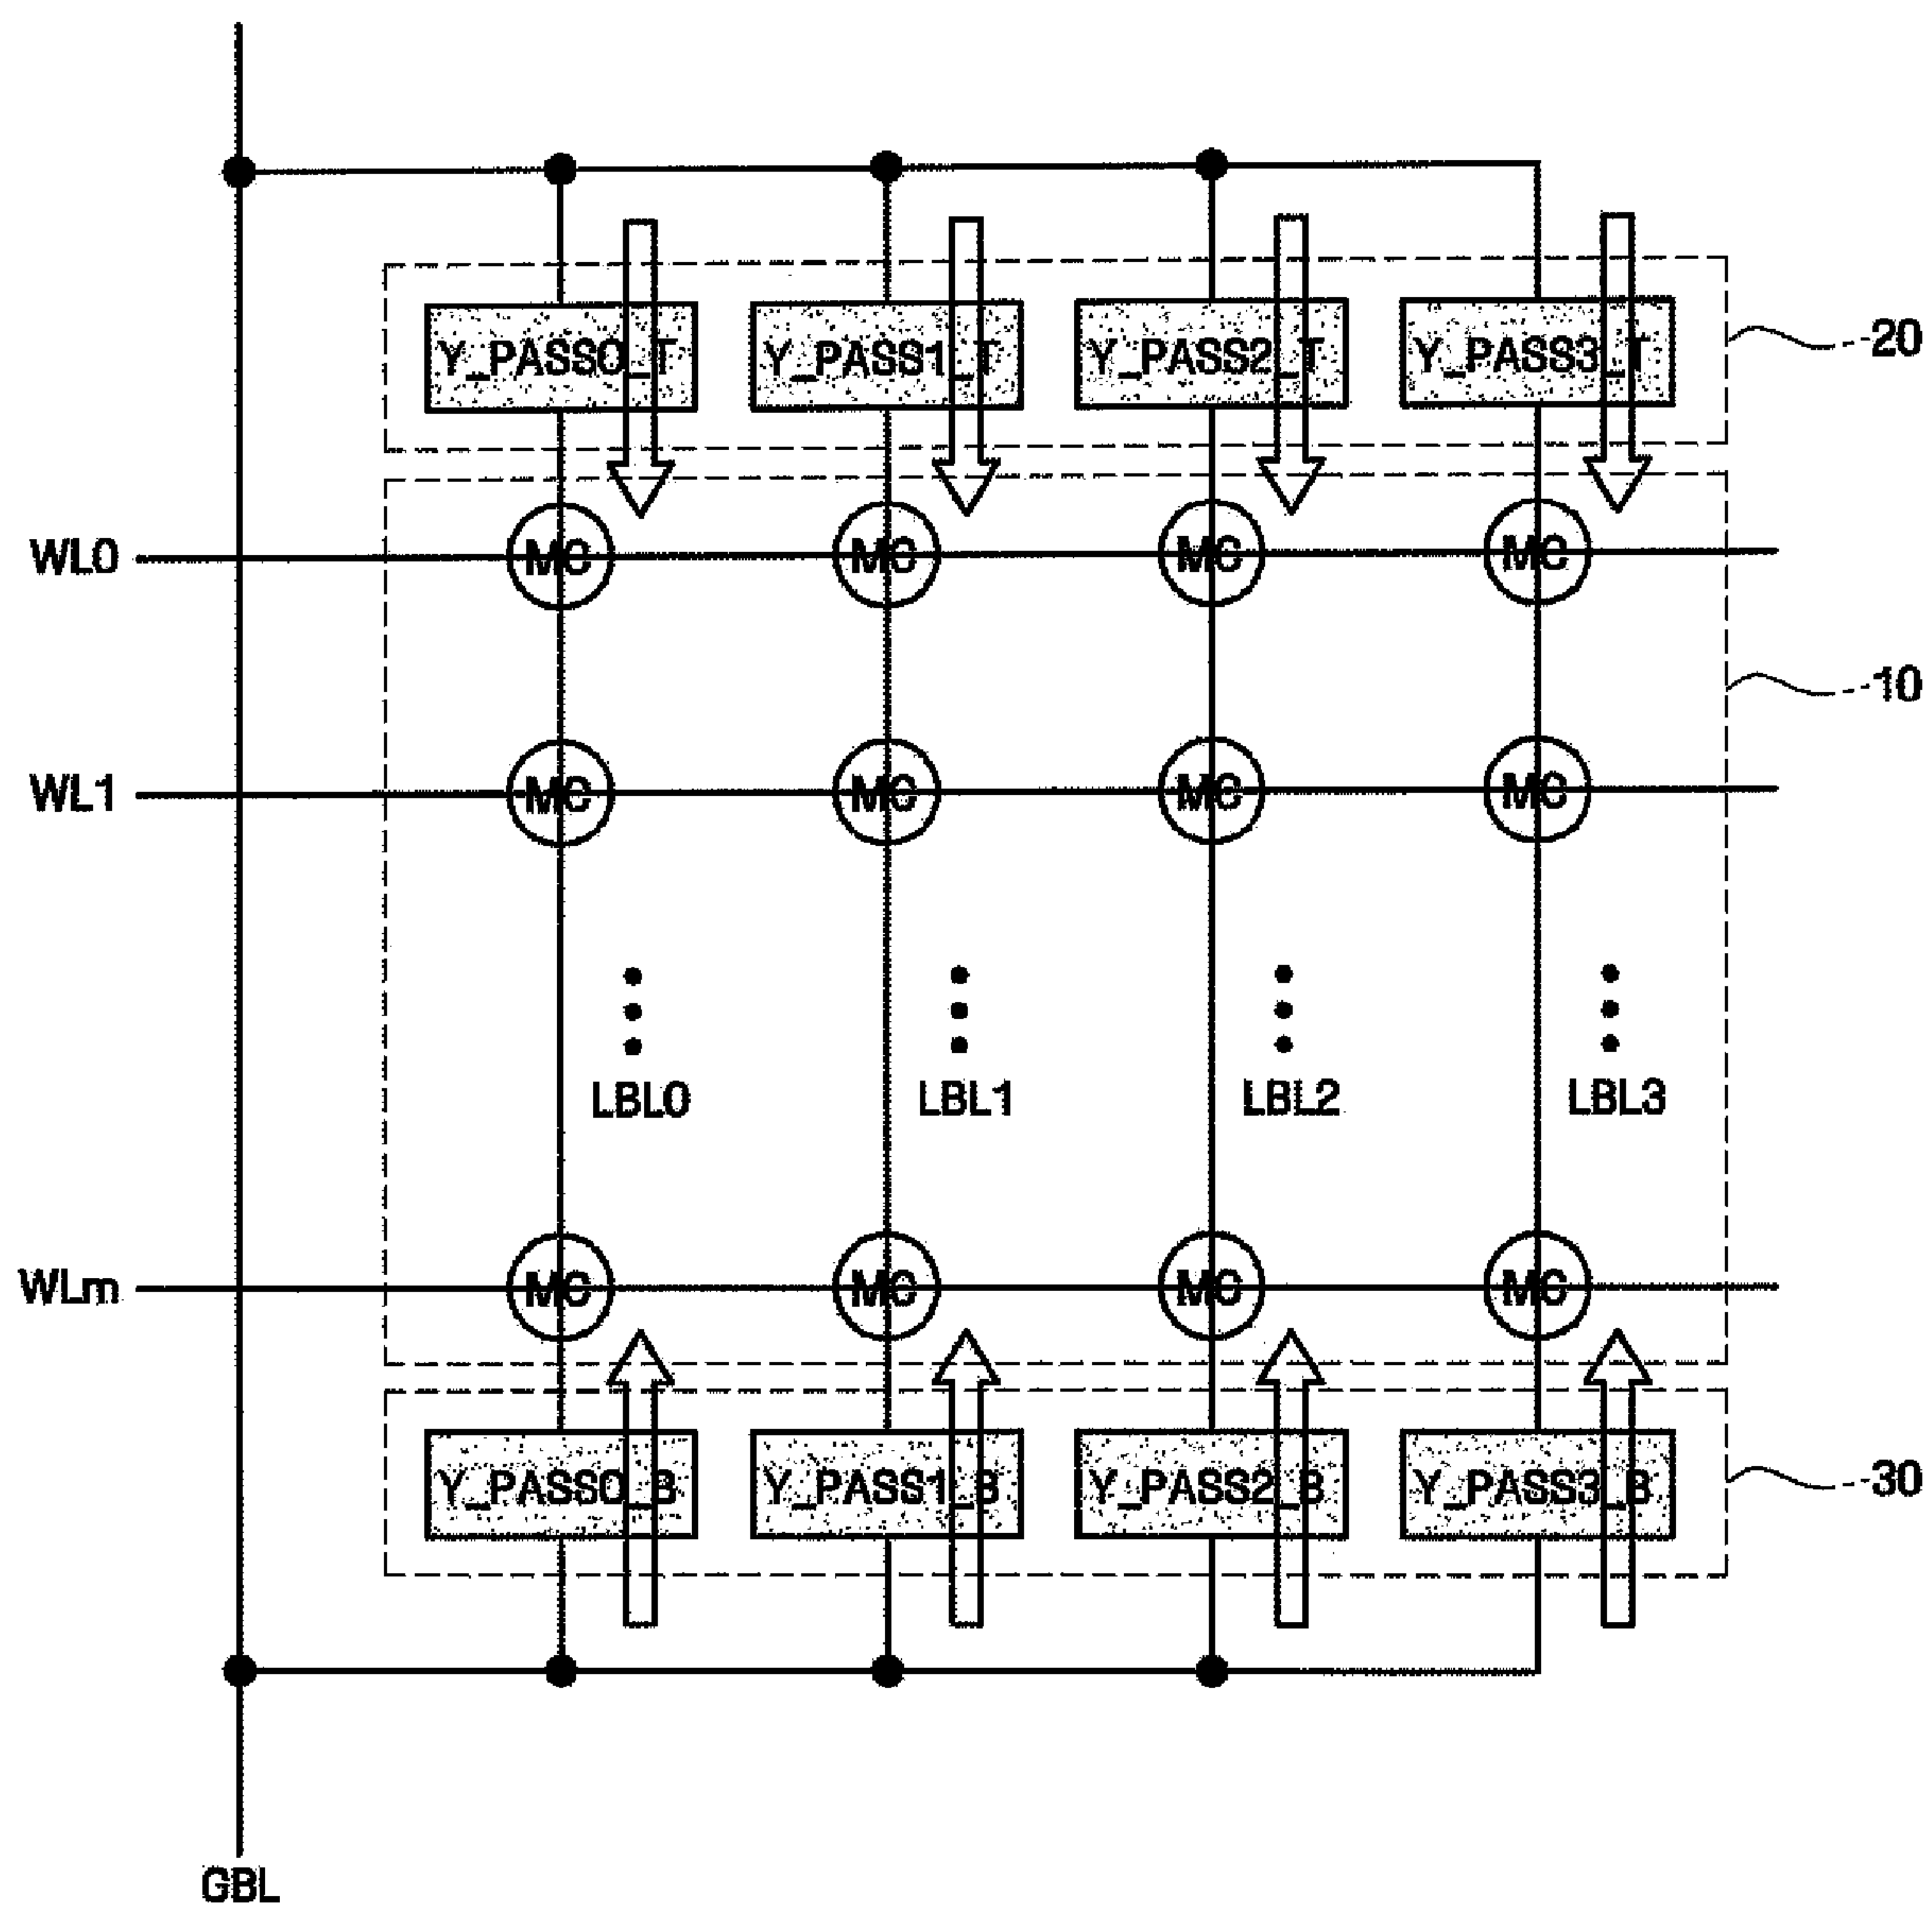 Y_PASS0_T Y_PASS1_T Y_PASS2_T Y_PASS3_T 20
WL0 MC MC MC MC
10
WL1 MC MC MC MC
LBL0 LBL1 LBL2 LBL3
WLm MC MC MC MC
Y_PASS0_B Y_PASS1_B Y_PASS2_B Y_PASS3_B 30
GBL